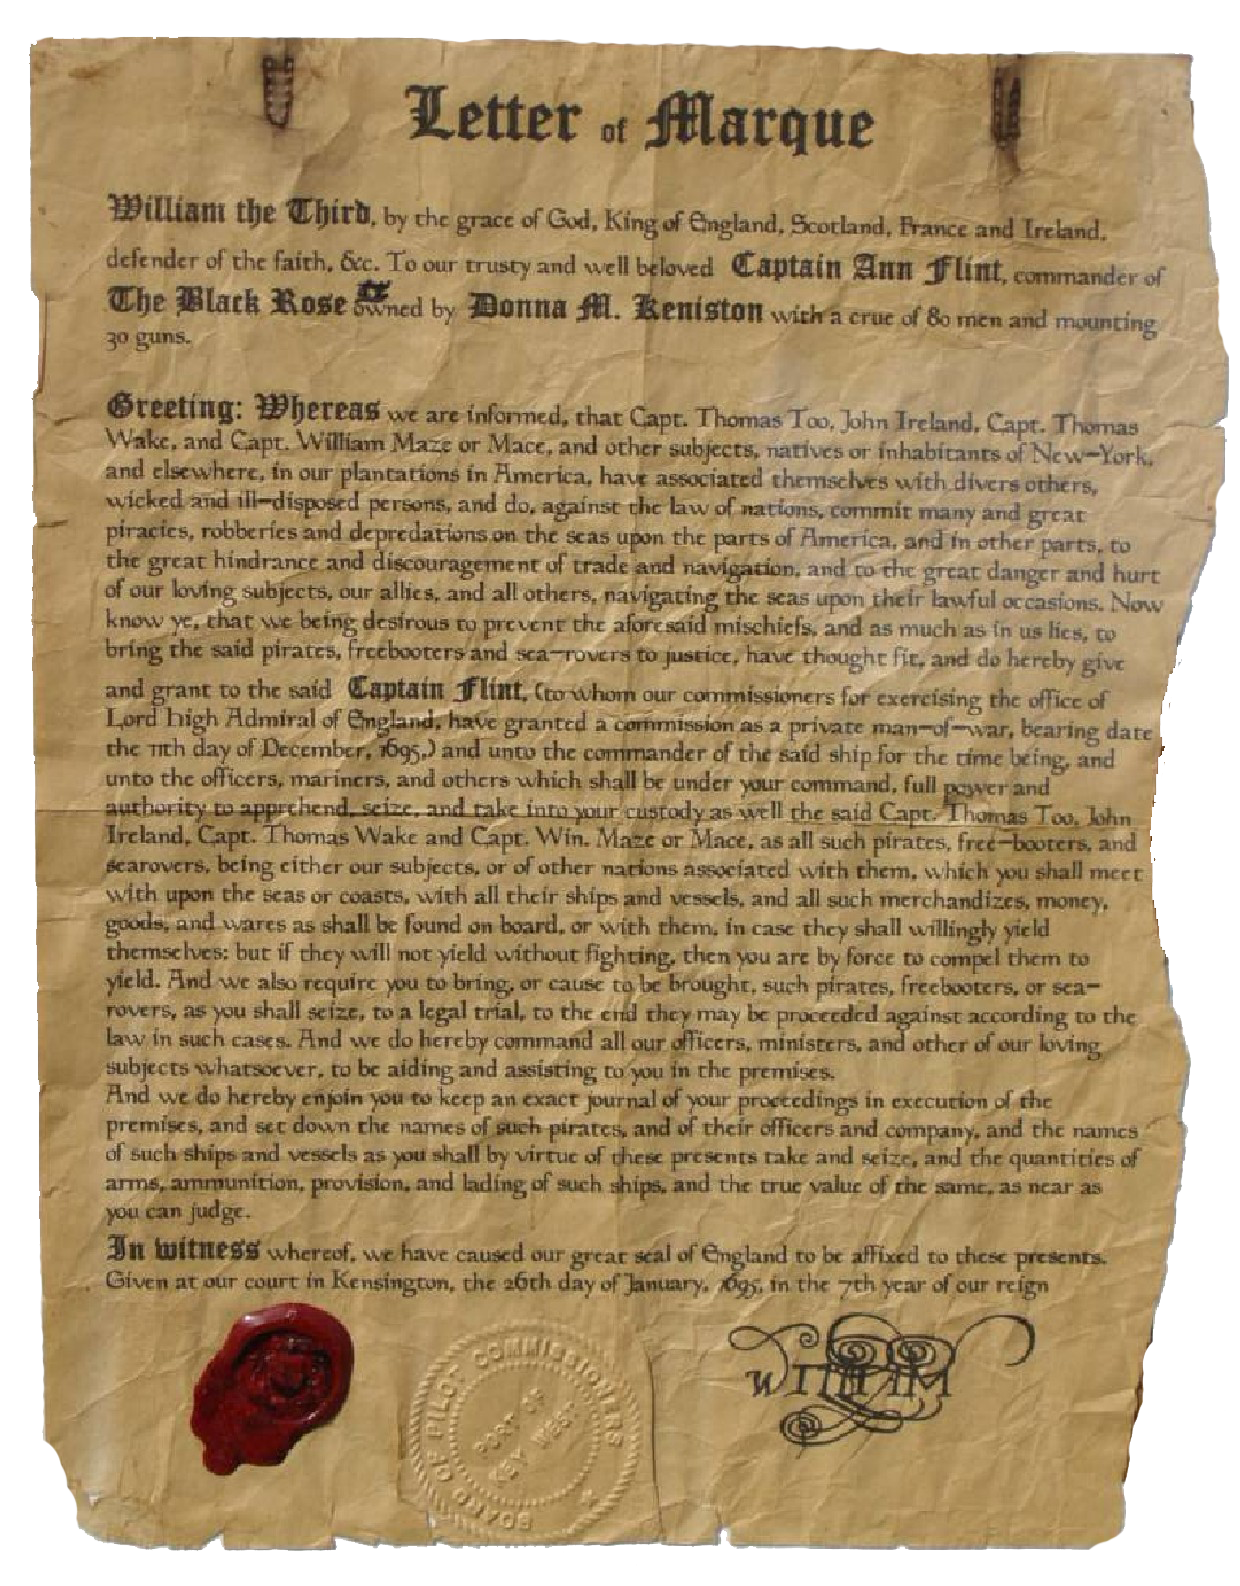 Letter of Marque
William the Third, by the grace of God, King of England, Scotland, France and Ireland,
defender of the faith, &c. To our trusty and well beloved Captain Ann Flint, commander of
The Black Rose owned by Donna M. Keniston with a crue of 80 men and mounting
30 guns.
Greeting: Whereas we are informed, that Capt. Thomas Too, John Ireland, Capt. Thomas
Wake, and Capt. William Maze or Mace, and other subjects, natives or inhabitants of New-York,
and elsewhere, in our plantations in America, have associated themselves with divers others,
wicked and ill-disposed persons, and do, against the law of nations, commit many and great
piracies, robberies and depredations on the seas upon the parts of America, and in other parts, to
the great hindrance and discouragement of trade and navigation, and to the great danger and hurt
of our loving subjects, our allies, and all others, navigating the seas upon their lawful occasions. Now
know ye, that we being desirous to prevent the aforesaid mischiefs, and as much as in us lies, to
bring the said pirates, freebooters and sea-rovers to justice, have thought fit, and do hereby give
and grant to the said Captain Flint, (to whom our commissioners for exercising the office of
Lord high Admiral of England, have granted a commission as a private man-of-war, bearing date
the 11th day of December, 1695,) and unto the commander of the said ship for the time being, and
unto the officers, mariners, and others which shall be under your command, full power and
authority to apprehend, seize, and take into your custody as well the said Capt. Thomas Too, John
Ireland, Capt. Thomas Wake and Capt. Win. Maze or Mace, as all such pirates, free-booters, and
searovers, being either our subjects, or of other nations associated with them, which you shall meet
with upon the seas or coasts, with all their ships and vessels, and all such merchandizes, money,
goods, and wares as shall be found on board, or with them, in case they shall willingly yield
themselves: but if they will not yield without fighting, then you are by force to compel them to
yield. And we also require you to bring, or cause to be brought, such pirates, freebooters, or sea-
rovers, as you shall seize, to a legal trial, to the end they may be proceeded against according to the
law in such cases. And we do hereby command all our officers, ministers, and other of our loving
subjects whatsoever, to be aiding and assisting to you in the premises.
And we do hereby enjoin you to keep an exact journal of your proceedings in execution of the
premises, and set down the names of such pirates, and of their officers and company, and the names
of such ships and vessels as you shall by virtue of these presents take and seize, and the quantities of
arms, ammunition, provision, and lading of such ships, and the true value of the same, as near as
you can judge.
In witness whereof, we have caused our great seal of England to be affixed to these presents.
Given at our court in Kensington, the 26th day of January, 1695, in the 7th year of our reign
BOARD OF PILOT COMMISSIONERS
PORT OF
KEY WEST